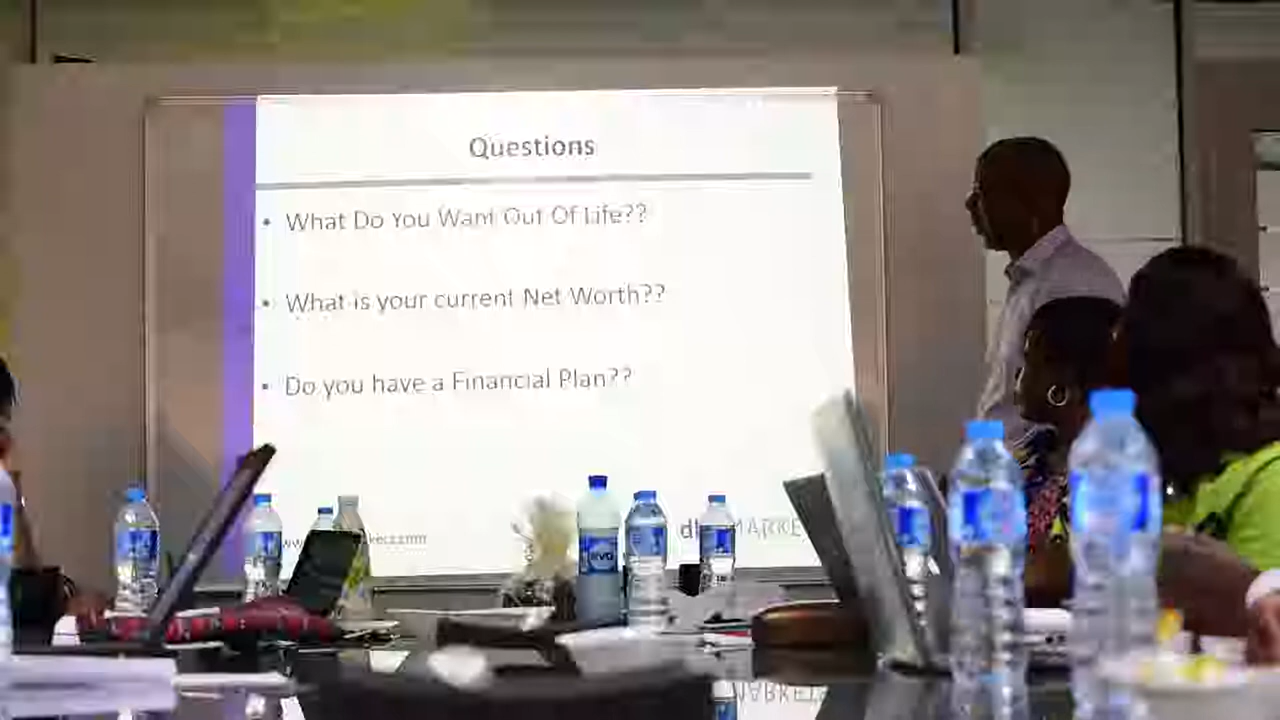 Questions
• What Do You Want Out Of Life??
• What is your current Net Worth??
• Do you have a Financial Plan??